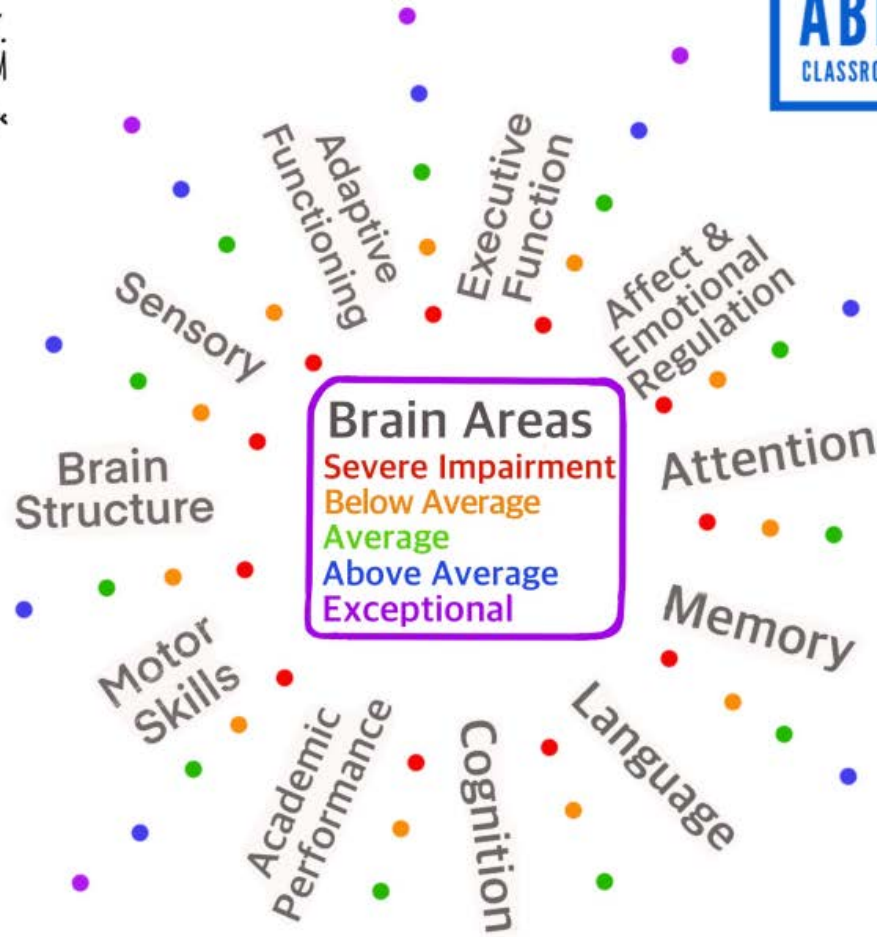 CLASSRO
Adaptive
Functioning
Executive
Function
Affect &
Emotional
Regulation
Sensory
Brain Areas
Severe Impairment
Below Average
Average
Above Average
Exceptional
Attention
Brain
Structure
Memory
Motor
Skills
Language
Academic
Performance
Cognition